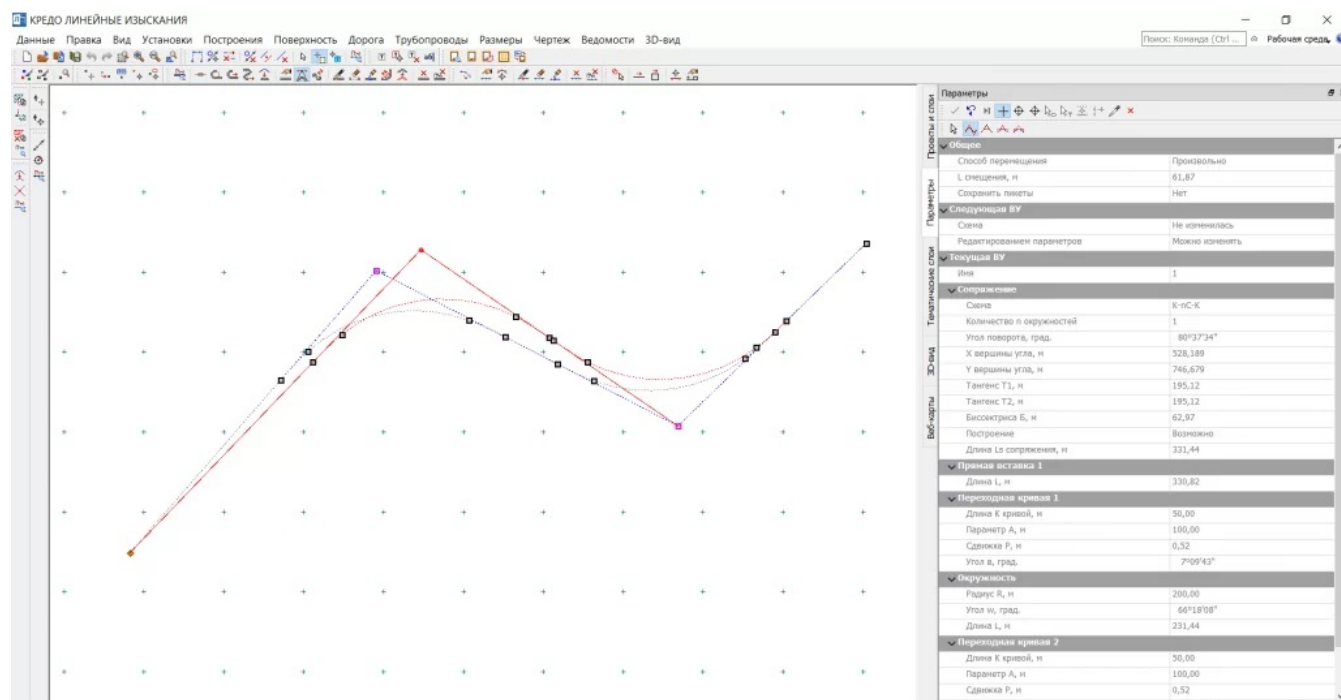 КРЕДО ЛИНЕЙНЫЕ ИЗЫСКАНИЯ
Данные Правка Вид Установки Построения Поверхность Дорога Трубопроводы Размеры Чертеж Ведомости 3D-вид
Поиск: Команда (Ctrl ... Рабочая среда
Проекты и слои
Параметры
Тематические слои
3D-вид
Веб-карты
Параметры
Общее
Способ перемещения Произвольно
L смещения, м 61,87
Сохранить пикеты Нет
Следующая ВУ
Схема Не изменилась
Редактированием параметров Можно изменять
Текущая ВУ
Имя 1
Сопряжение
Схема К-nС-К
Количество n окружностей 1
Угол поворота, град. 80°37'34"
X вершины угла, м 528,189
Y вершины угла, м 746,679
Тангенс Т1, м 195,12
Тангенс Т2, м 195,12
Биссектриса Б, м 62,97
Построение Возможно
Длина Ls сопряжения, м 331,44
Прямая вставка 1
Длина L, м 330,82
Переходная кривая 1
Длина К кривой, м 50,00
Параметр А, м 100,00
Сдвижка Р, м 0,52
Угол в, град. 7°09'43"
Окружность
Радиус R, м 200,00
Угол w, град. 66°18'08"
Длина L, м 231,44
Переходная кривая 2
Длина К кривой, м 50,00
Параметр А, м 100,00
Сдвижка Р, м 0,52